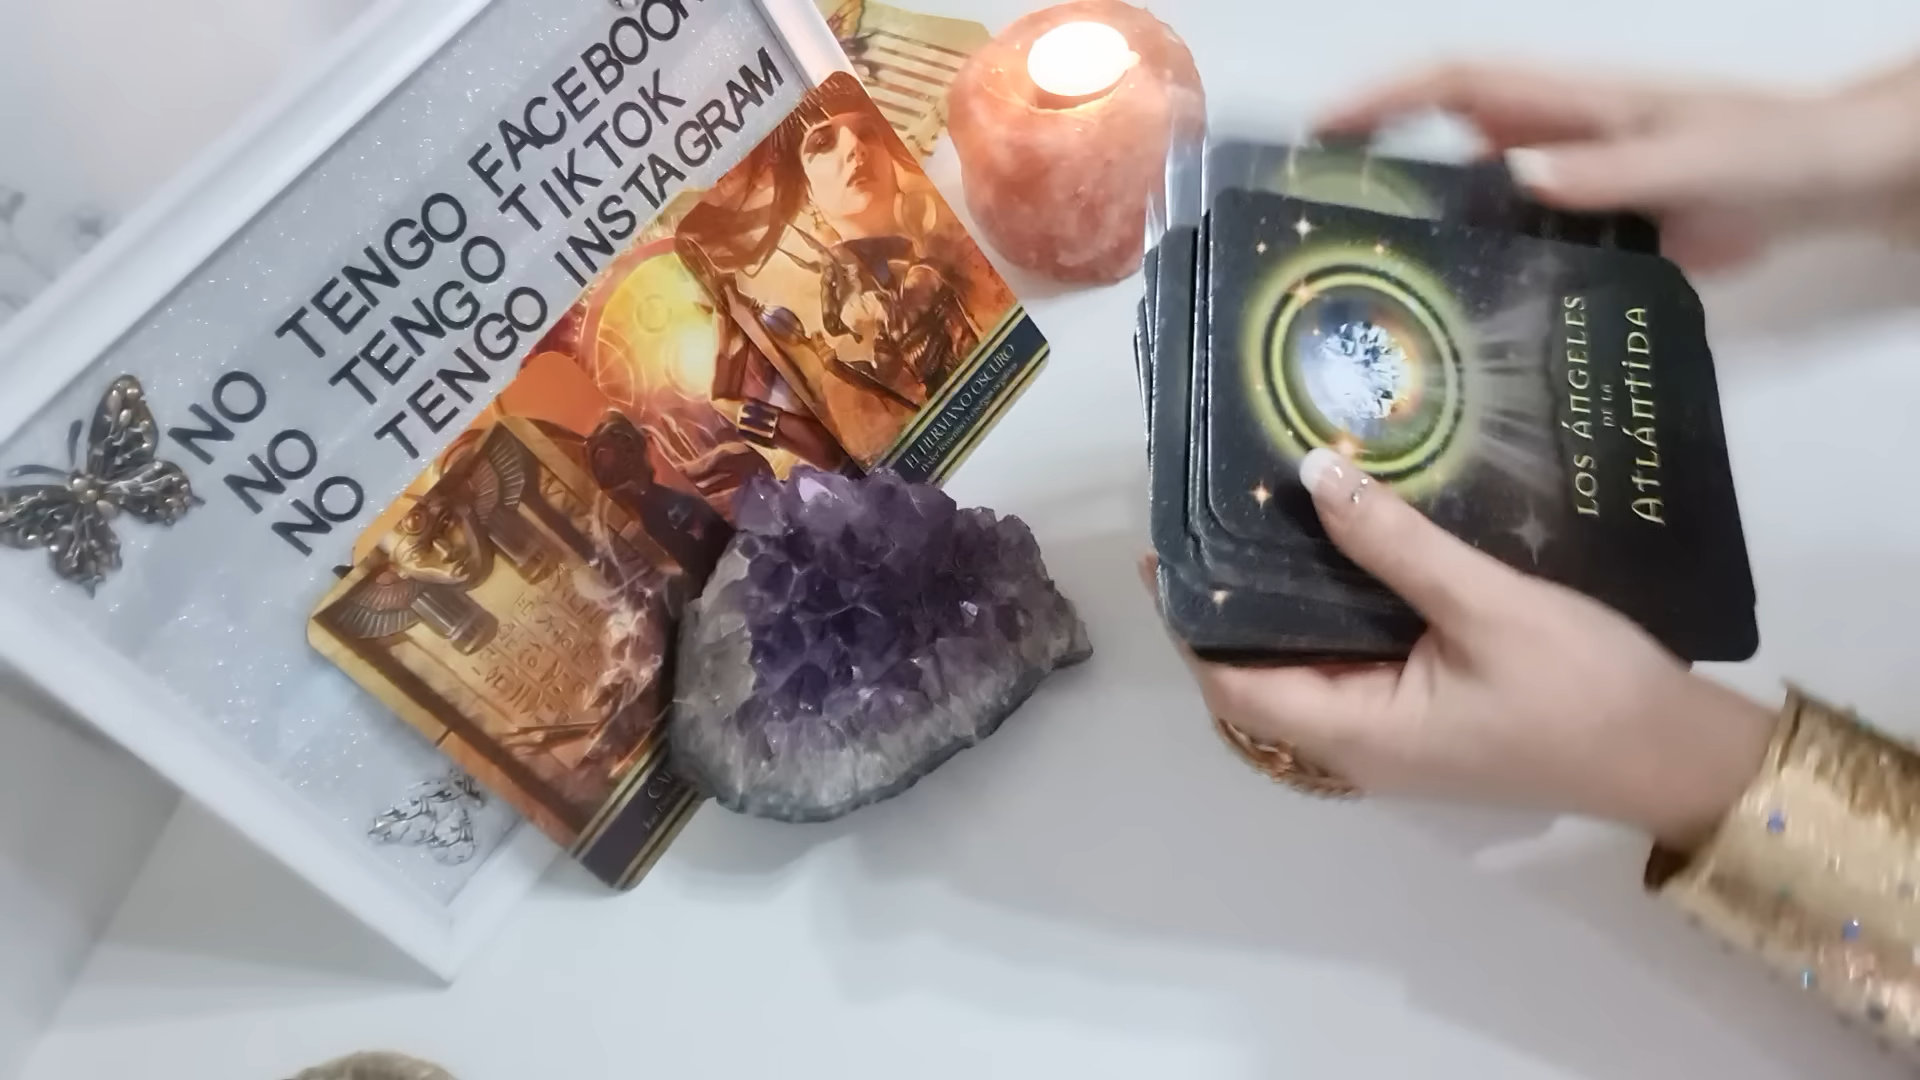 NO TENGO FACEBOOK
NO TENGO TIKTOK
NO TENGO INSTAGRAM
EL HERMANO OSCURO
LOS ÁNGELES
DE LA
ATLÁNTIDA